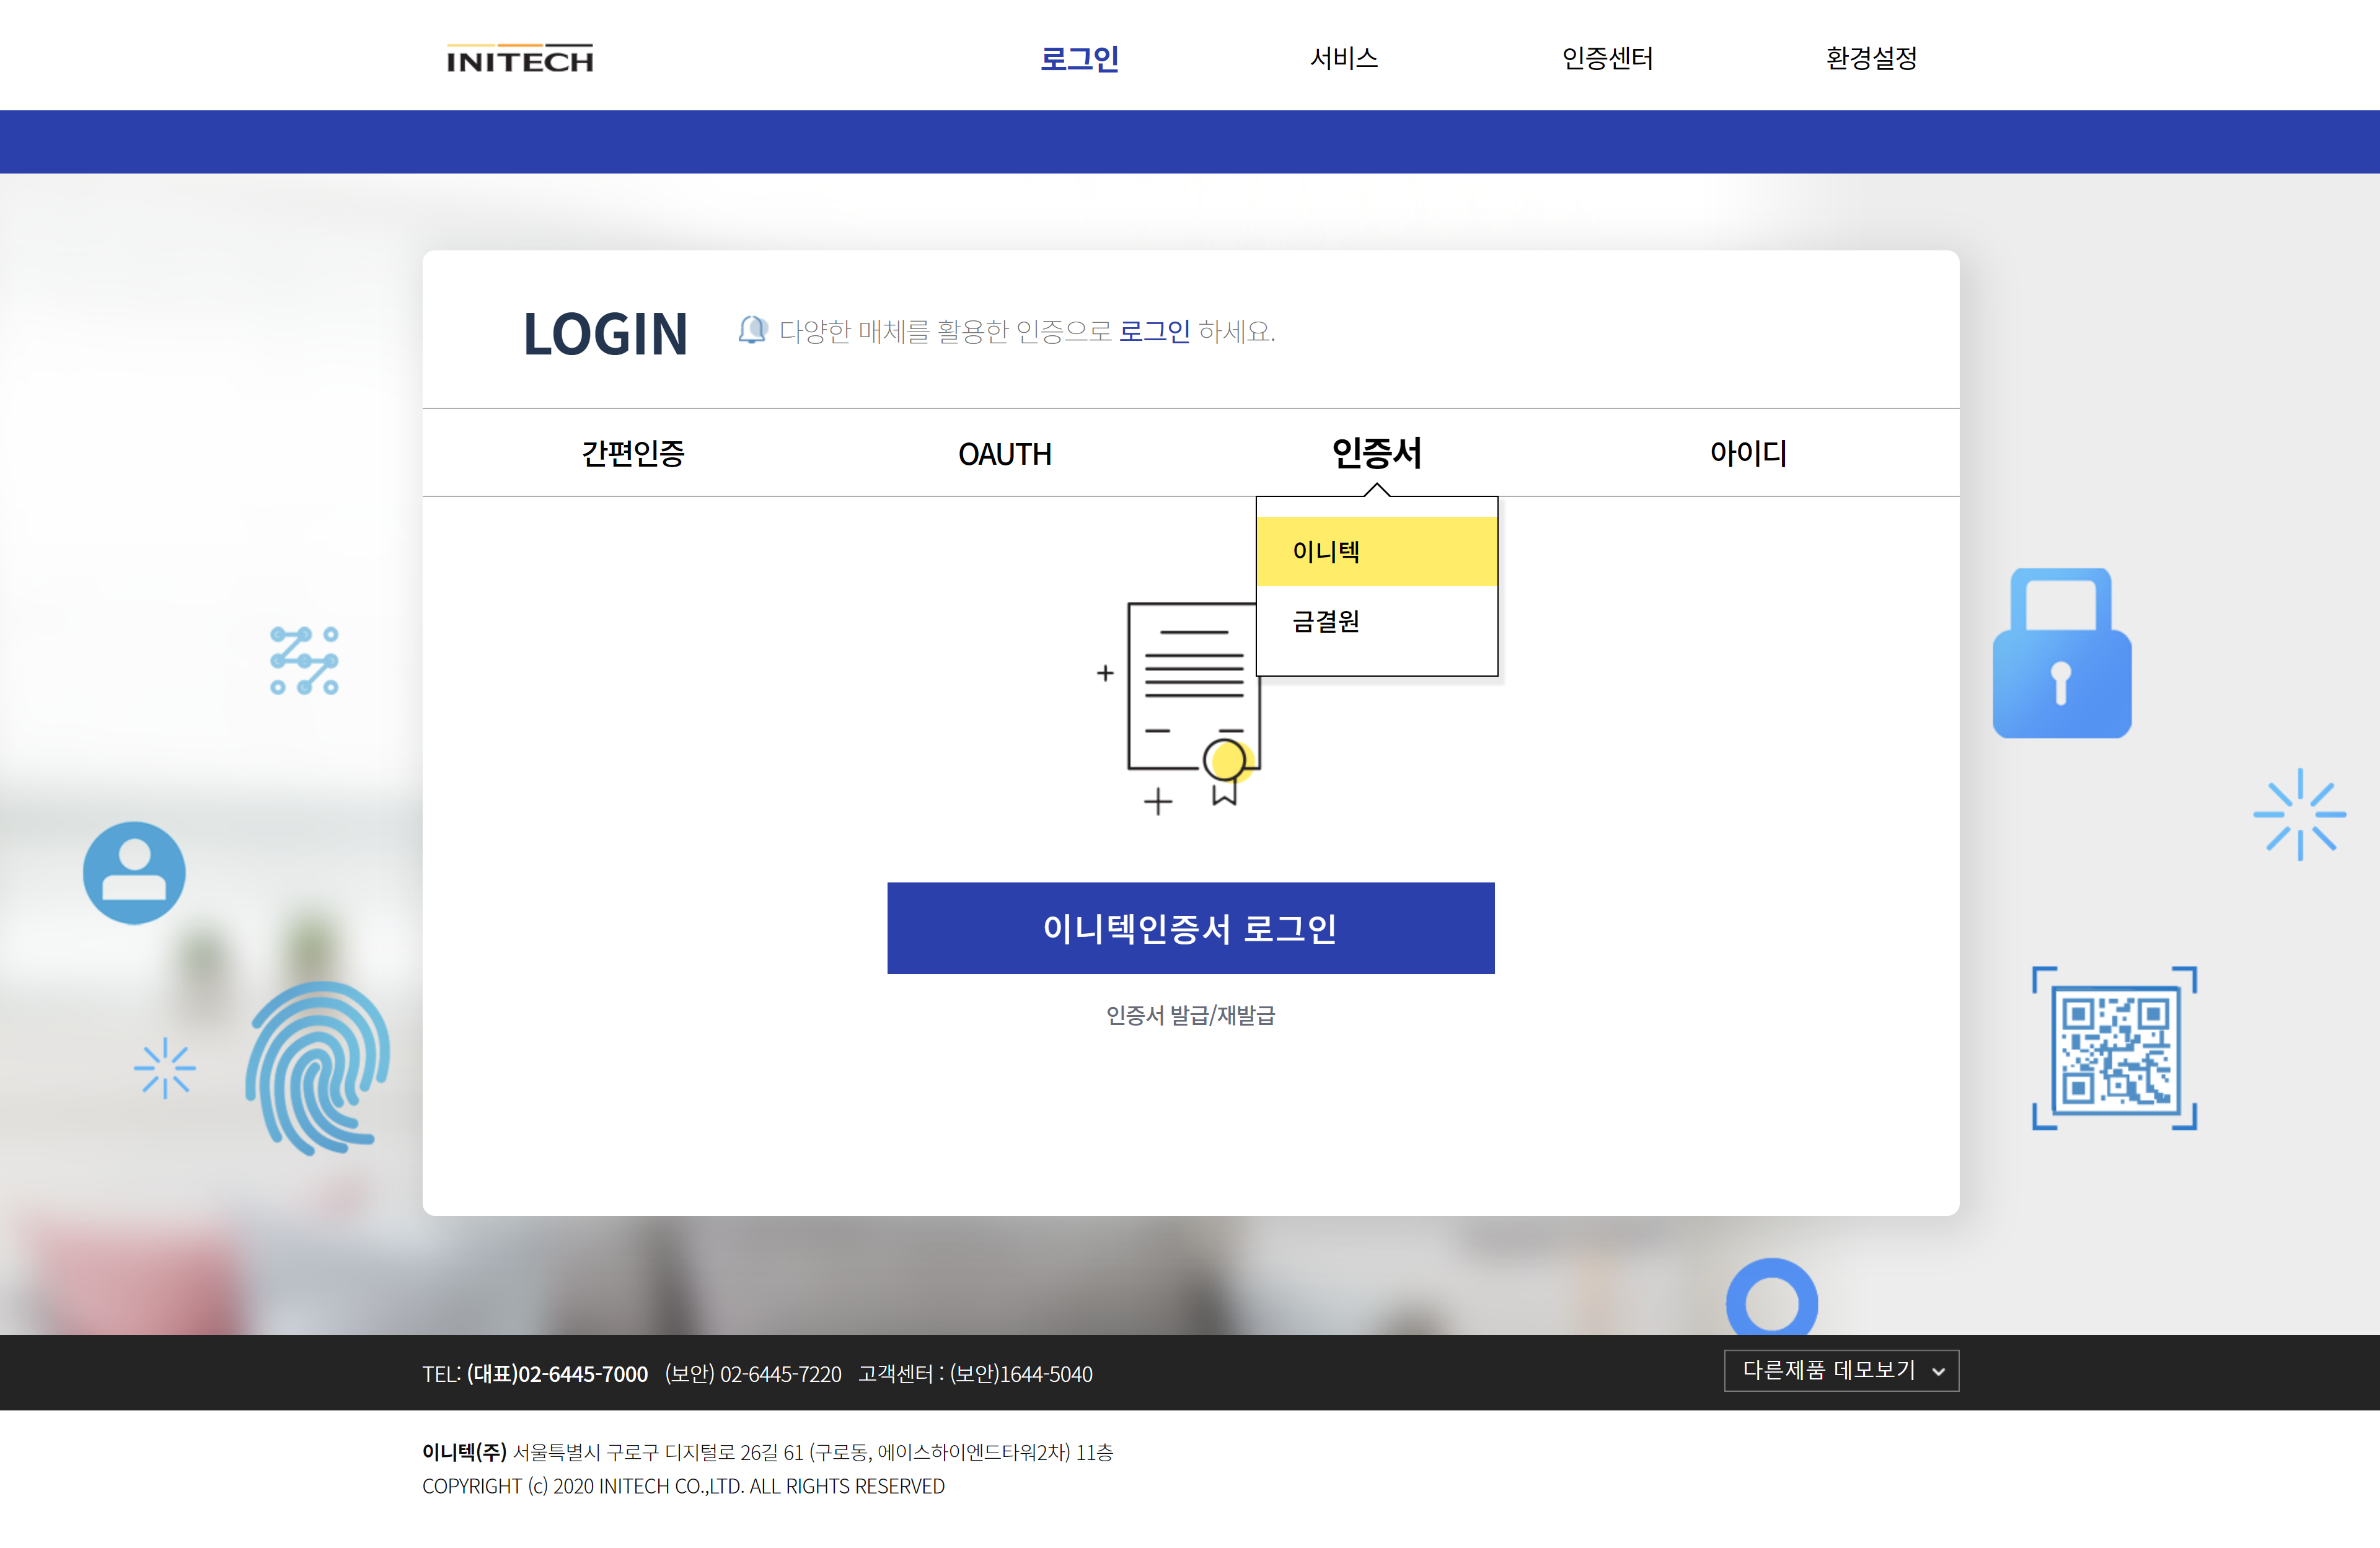 INITECH
로그인 서비스 인증센터 환경설정
LOGIN 다양한 매체를 활용한 인증으로 로그인 하세요.
간편인증 OAUTH 인증서 아이디
이니텍
금결원
이니텍인증서 로그인
인증서 발급/재발급
TEL: (대표)02-6445-7000 (보안) 02-6445-7220 고객센터 : (보안)1644-5040 다른제품 데모보기
이니텍(주) 서울특별시 구로구 디지털로 26길 61 (구로동, 에이스하이엔드타워2차) 11층
COPYRIGHT (c) 2020 INITECH CO.,LTD. ALL RIGHTS RESERVED